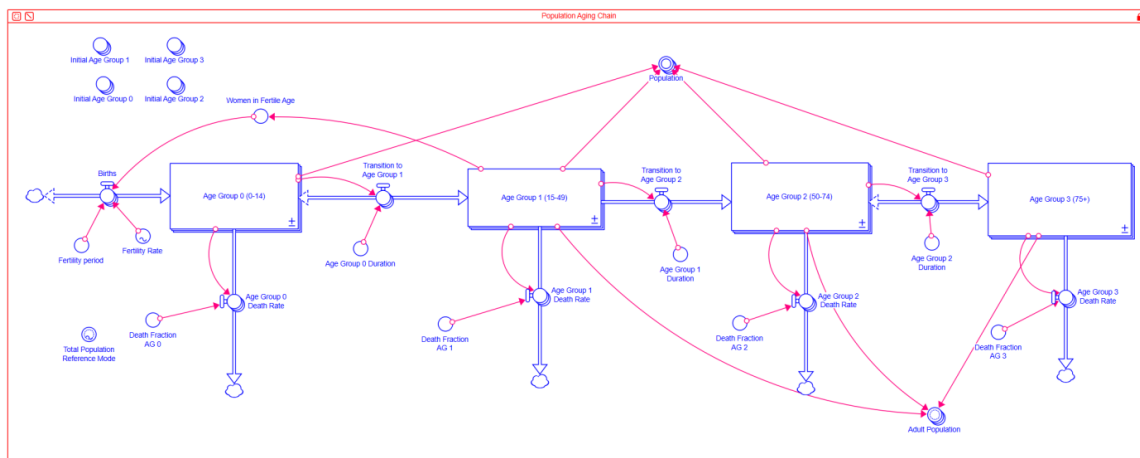 Population Aging Chain
Initial Age Group 1
Initial Age Group 3
Initial Age Group 0
Initial Age Group 2
Population
Women in Fertile Age
Births
Age Group 0 (0-14)
Transition to
Age Group 1
Age Group 1 (15-49)
Transition to
Age Group 2
Age Group 2 (50-74)
Transition to
Age Group 3
Age Group 3 (75+)
Fertility period
Fertility Rate
Age Group 0 Duration
Age Group 1
Duration
Age Group 2
Duration
Age Group 0
Death Rate
Age Group 1
Death Rate
Age Group 2
Death Rate
Age Group 3
Death Rate
Death Fraction
AG 0
Death Fraction
AG 1
Death Fraction
AG 2
Death Fraction
AG 3
Total Population
Reference Mode
Adult Population